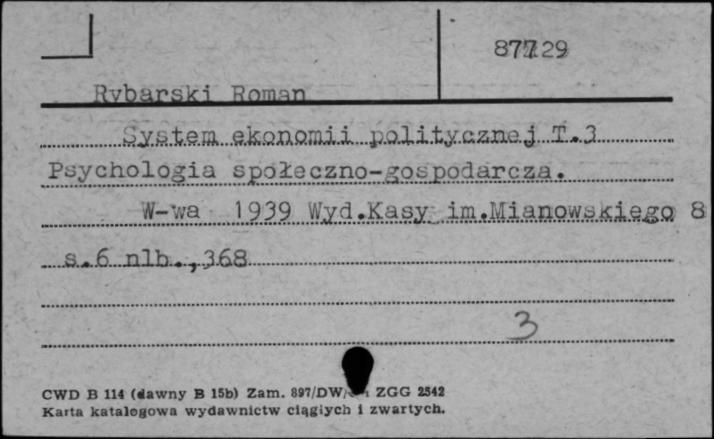 87729
Rybarski Roman
System ekonomii politycznej T.3
Psychologia społeczno-gospodarcza.
W-wa 1939 Wyd.Kasy im.Mianowskiego 8
s.6 nlb.,368
3
CWD B 114 (dawny B 15b) Zam. 897/DW/ ZGG 2542
Karta katalogowa wydawnictw ciągłych i zwartych.